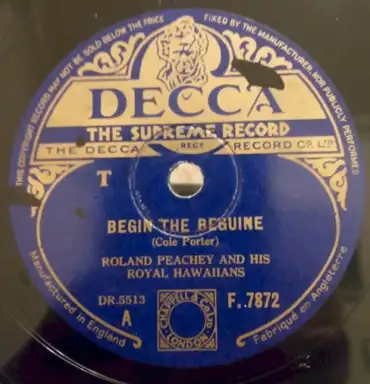 THIS COPYRIGHT RECORD MAY NOT BE SOLD BELOW THE PRICE
FIXED BY THE MANUFACTURER, NOR PUBLICLY PERFORMED
DECCA
THE SUPREME RECORD
THE DECCA REGP RECORD CO. LTD.
T
BEGIN THE BEGUINE
(Cole Porter)
ROLAND PEACHEY AND HIS
ROYAL HAWAIIANS
DR.5513
A
F.7872
CHAPPELL & Co Ltd
LONDON
Manufactured in England
Fabriqué en Angleterre